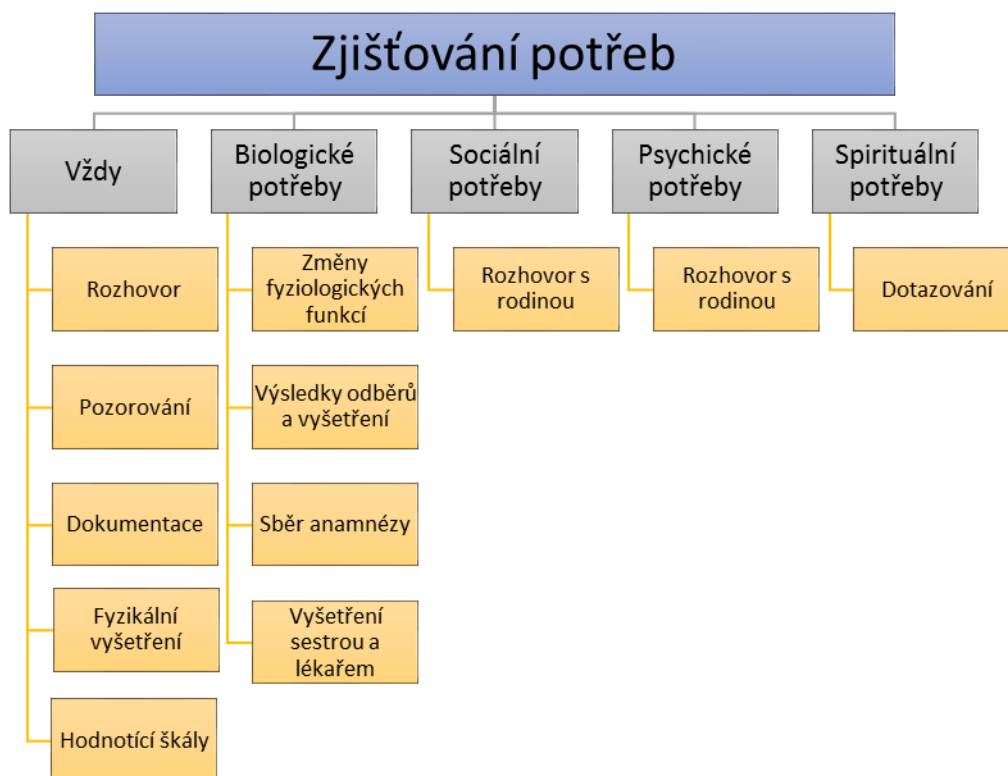 Zjišťování potřeb
Vždy
Rozhovor
Pozorování
Dokumentace
Fyzikální
vyšetření
Hodnotící škály
Biologické
potřeby
Změny
fyziologických
funkcí
Výsledky odběrů
a vyšetření
Sběr anamnézy
Vyšetření
sestrou a
lékařem
Sociální
potřeby
Rozhovor s
rodinou
Psychické
potřeby
Rozhovor s
rodinou
Spirituální
potřeby
Dotazování